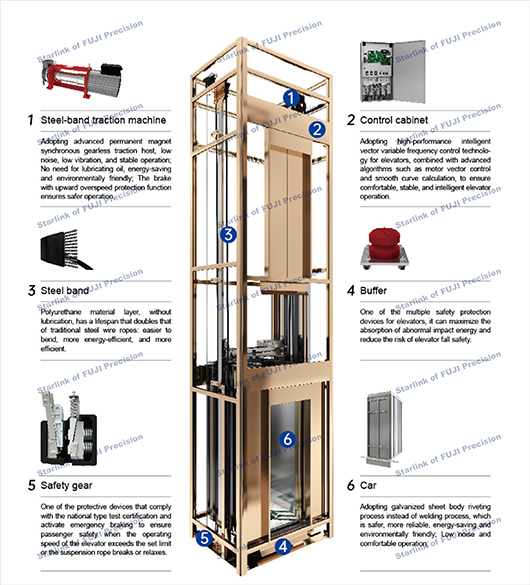 Starlink of FUJI Precision
Starlink of FUJI Precision
1 Steel-band traction machine
Adopting advanced permanent magnet
synchronous gearless traction host, low
noise, low vibration, and stable operation;
No need for lubricating oil, energy-saving
and environmentally friendly; The brake
with upward overspeed protection function
ensures safer operation.
Starlink of FUJI Precision
2 Control cabinet
Adopting high-performance intelligent
vector variable frequency control technolo-
gy for elevators, combined with advanced
algorithms such as motor vector control
and smooth curve calculation, to ensure
comfortable, stable, and intelligent elevator
operation.
Starlink of FUJI Precision
1
2
3
3 Steel band
Polyurethane material layer, without
lubrication, has a lifespan that doubles that
of traditional steel wire ropes: easier to
bend, more energy-efficient, and more
efficient.
Starlink of FUJI Precision
4 Buffer
One of the multiple safety protection
devices for elevators, it can maximize the
absorption of abnormal impact energy and
reduce the risk of elevator fall safety.
Starlink of FUJI Precision
5 Safety gear
One of the protective devices that comply
with the national type test certification and
activate emergency braking to ensure
passenger safety when the operating
speed of the elevator exceeds the set limit
or the suspension rope breaks or relaxes.
Starlink of FUJI Precision
6 Car
Adopting galvanized sheet body riveting
process instead of welding process, which
is safer, more reliable, energy-saving and
environmentally friendly; Low noise and
comfortable operation.
Starlink of FUJI Precision
6
5
4